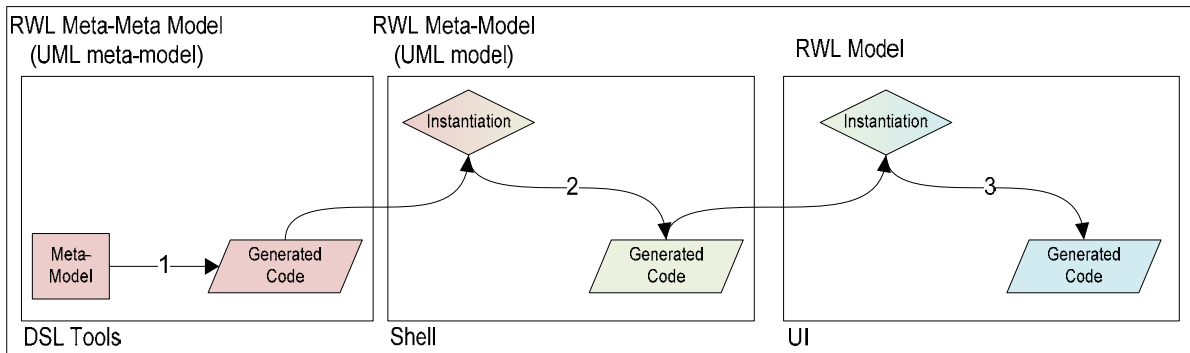 RWL Meta-Meta Model
(UML meta-model)
RWL Meta-Model
(UML model)
RWL Model
Instantiation
Instantiation
2
3
Meta-
Model
1
Generated
Code
Generated
Code
Generated
Code
DSL Tools
Shell
UI